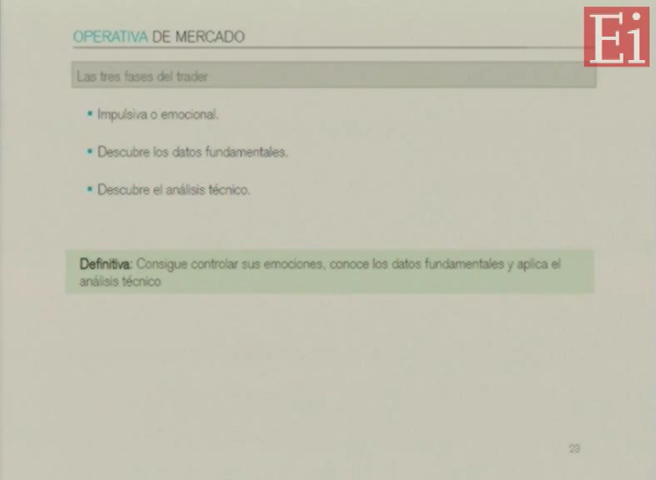 OPERATIVA DE MERCADO
Ei
Las tres fases del trader
▪ Impulsiva o emocional.
▪ Descubre los datos fundamentales.
▪ Descubre el análisis técnico.
Definitiva: Consigue controlar sus emociones, conoce los datos fundamentales y aplica el
análisis técnico
29